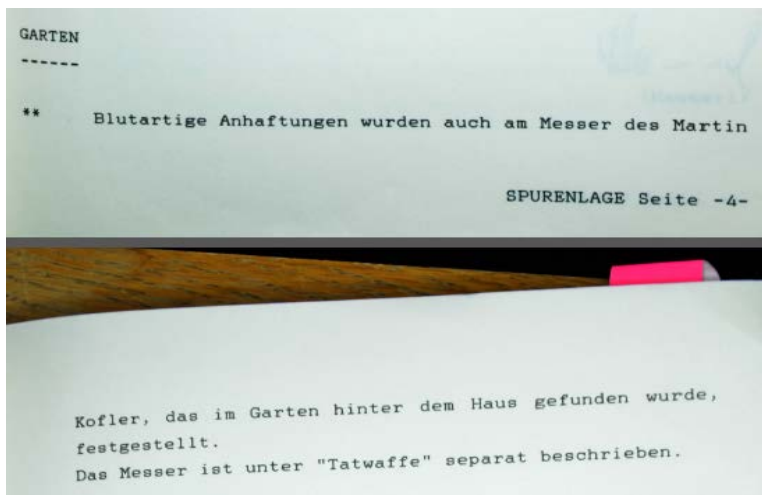 GARTEN
------
** Blutartige Anhaftungen wurden auch am Messer des Martin
SPURENLAGE Seite -4-
Kofler, das im Garten hinter dem Haus gefunden wurde,
festgestellt.
Das Messer ist unter "Tatwaffe" separat beschrieben.